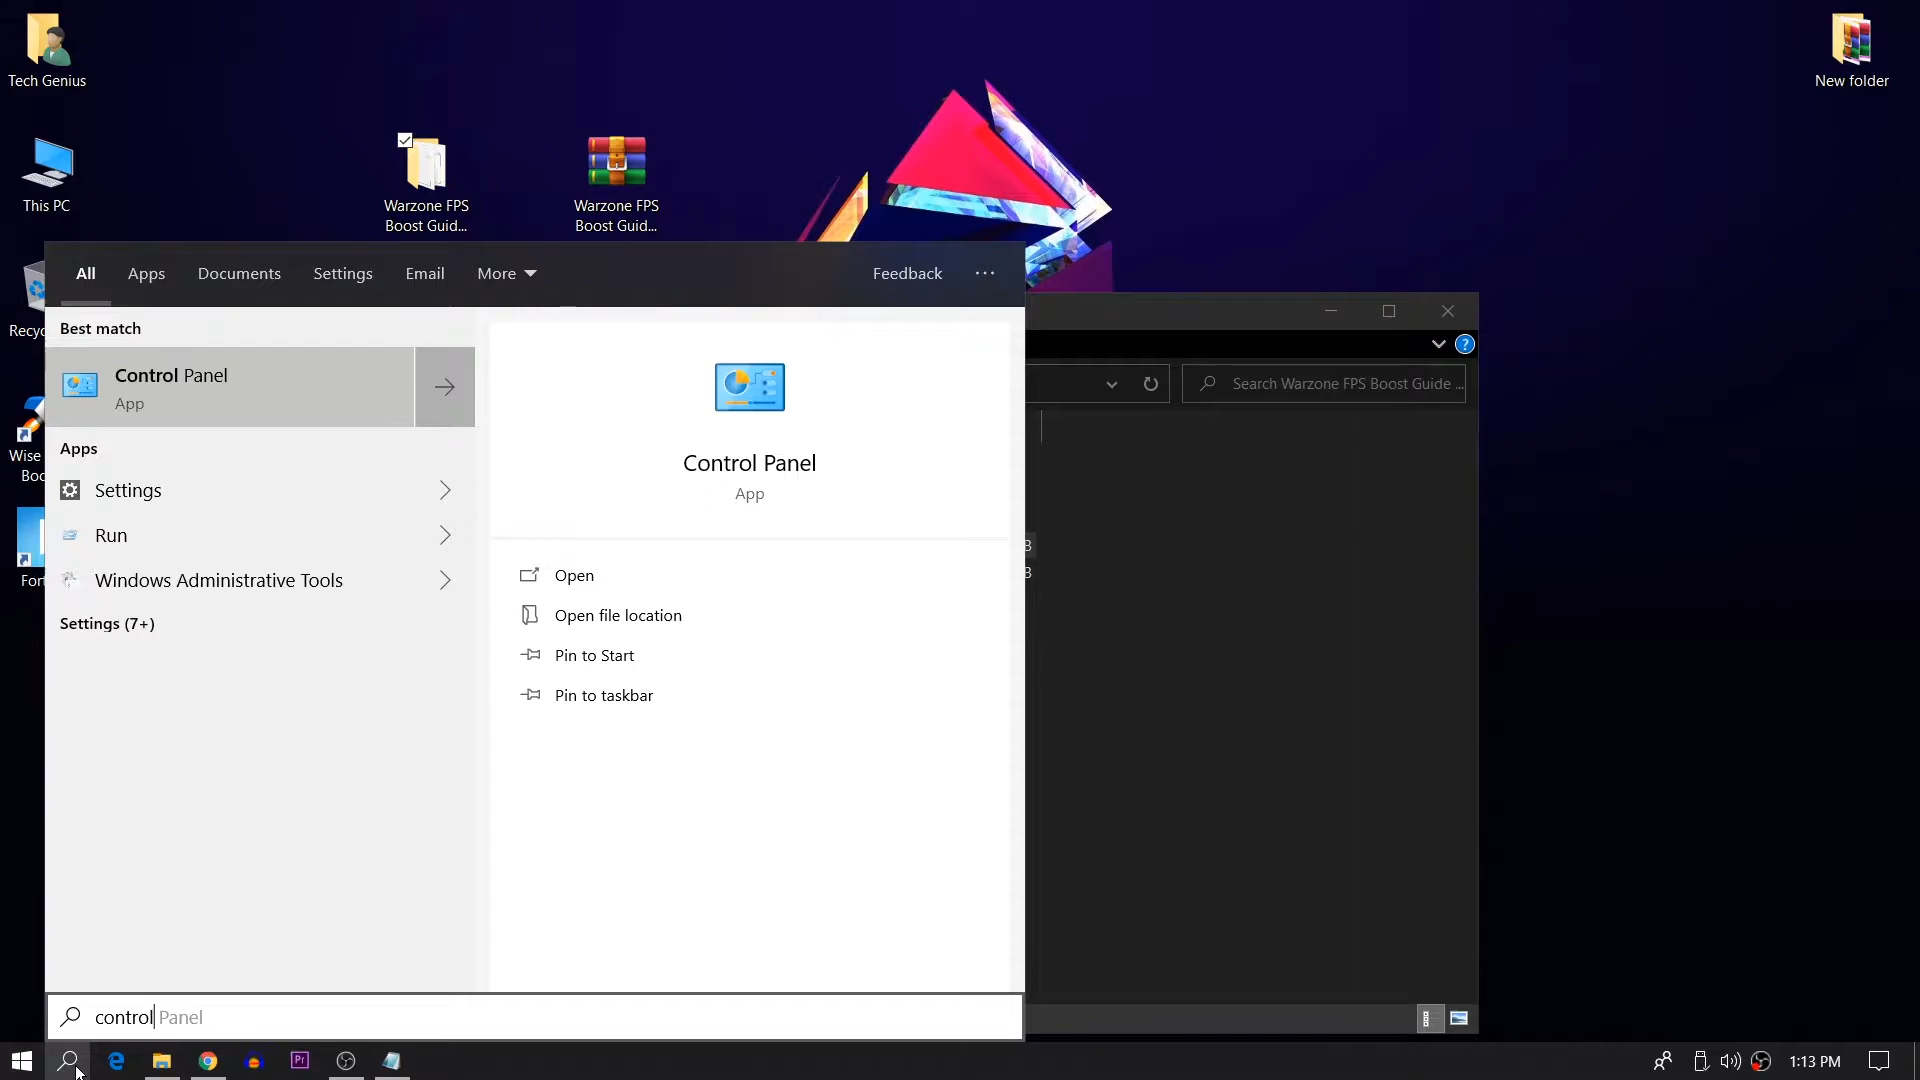 Tech Genius
New folder
This PC
Warzone FPS
Boost Guid...
Warzone FPS
Boost Guid...
All
Apps
Documents
Settings
Email
More
Feedback
Best match
Control Panel
App
Apps
Settings
Run
Windows Administrative Tools
Settings (7+)
Control Panel
App
Open
Open file location
Pin to Start
Pin to taskbar
Search Warzone FPS Boost Guide ...
Wise
control Panel
Pr
1:13 PM